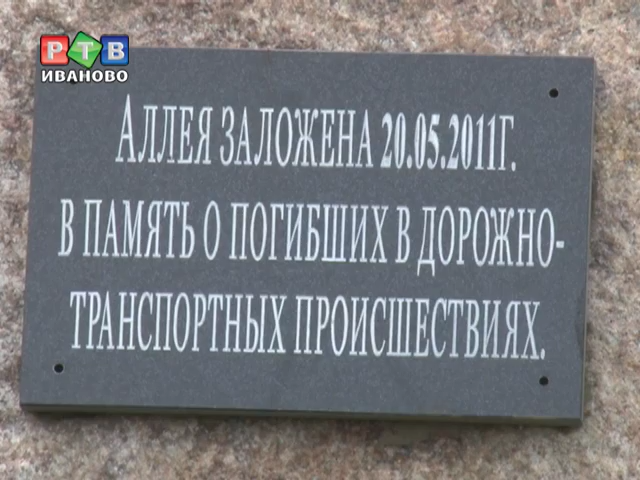 РТВ
ИВАНОВО
АЛЛЕЯ ЗАЛОЖЕНА 20.05.2011Г.
В ПАМЯТЬ О ПОГИБШИХ В ДОРОЖНО-
ТРАНСПОРТНЫХ ПРОИСШЕСТВИЯХ.